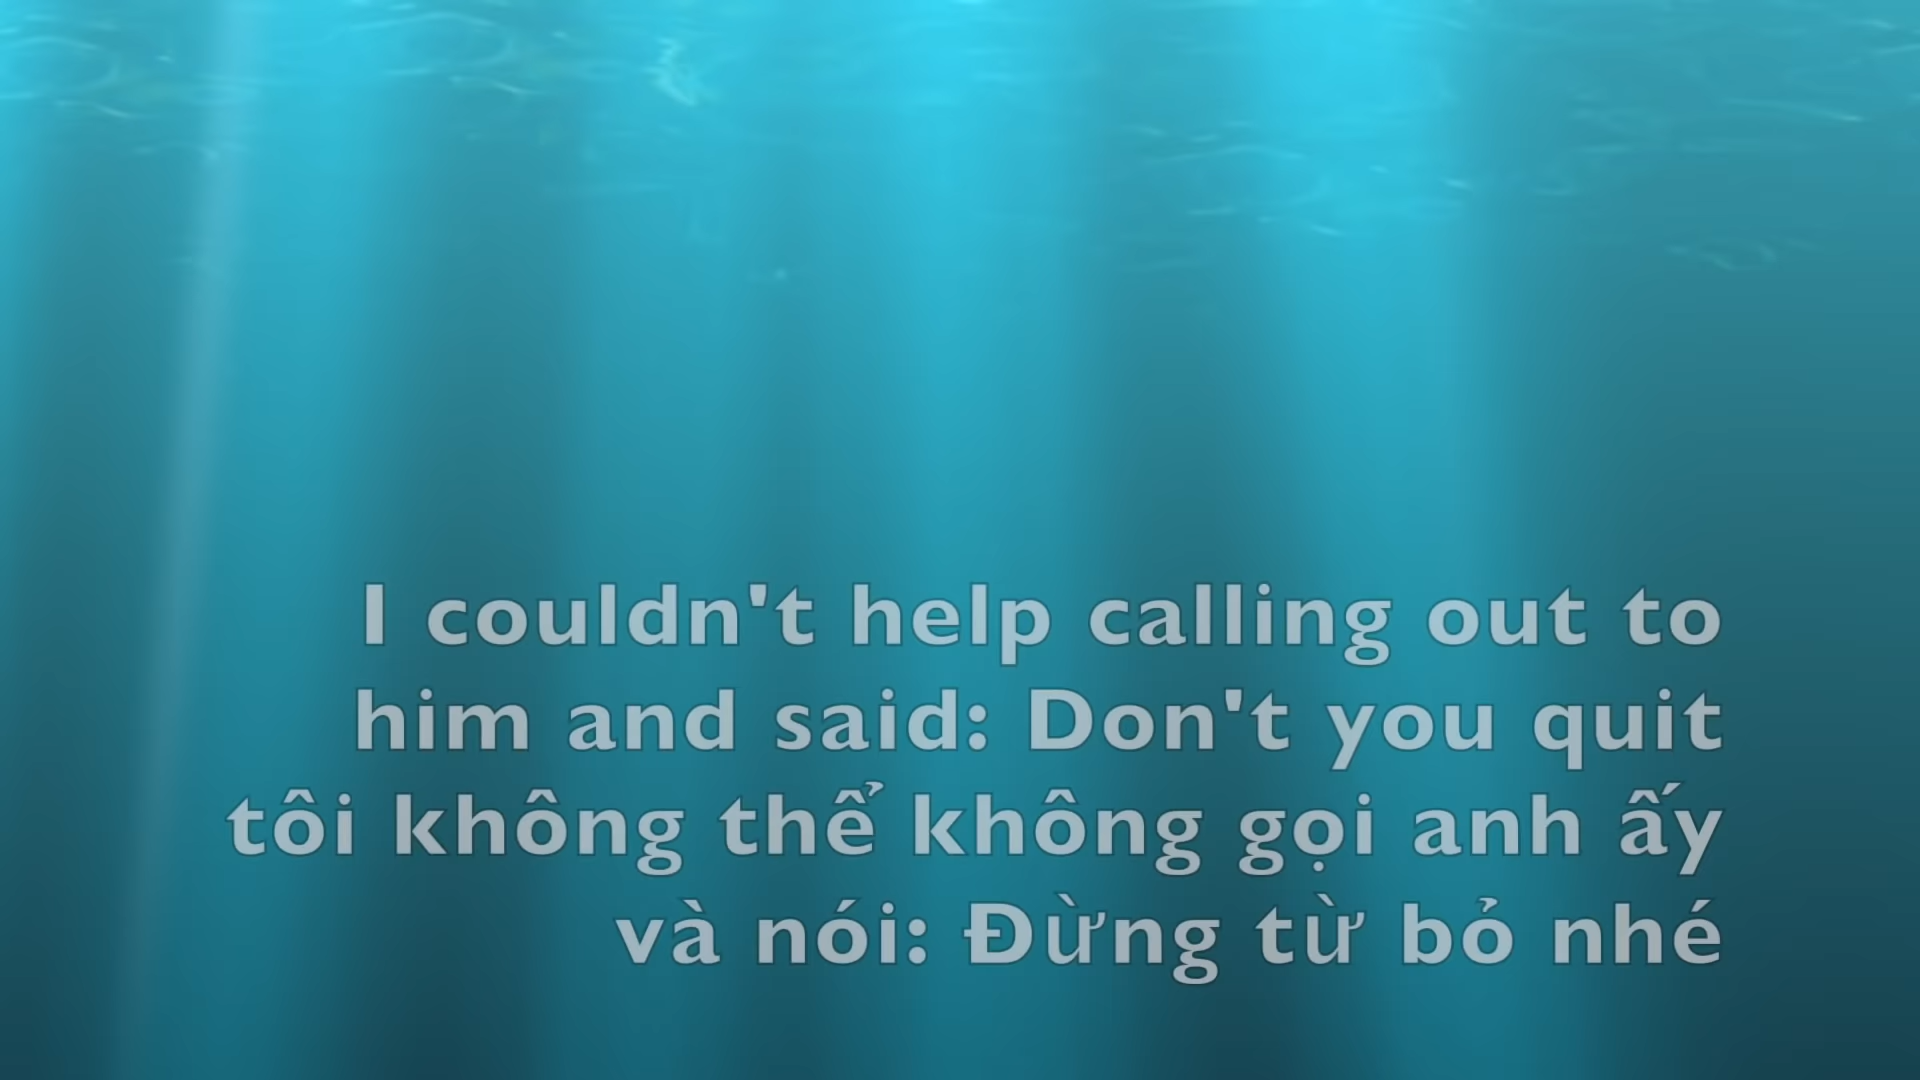 I couldn't help calling out to
him and said: Don't you quit
tôi không thể không gọi anh ấy
và nói: Đừng từ bỏ nhé